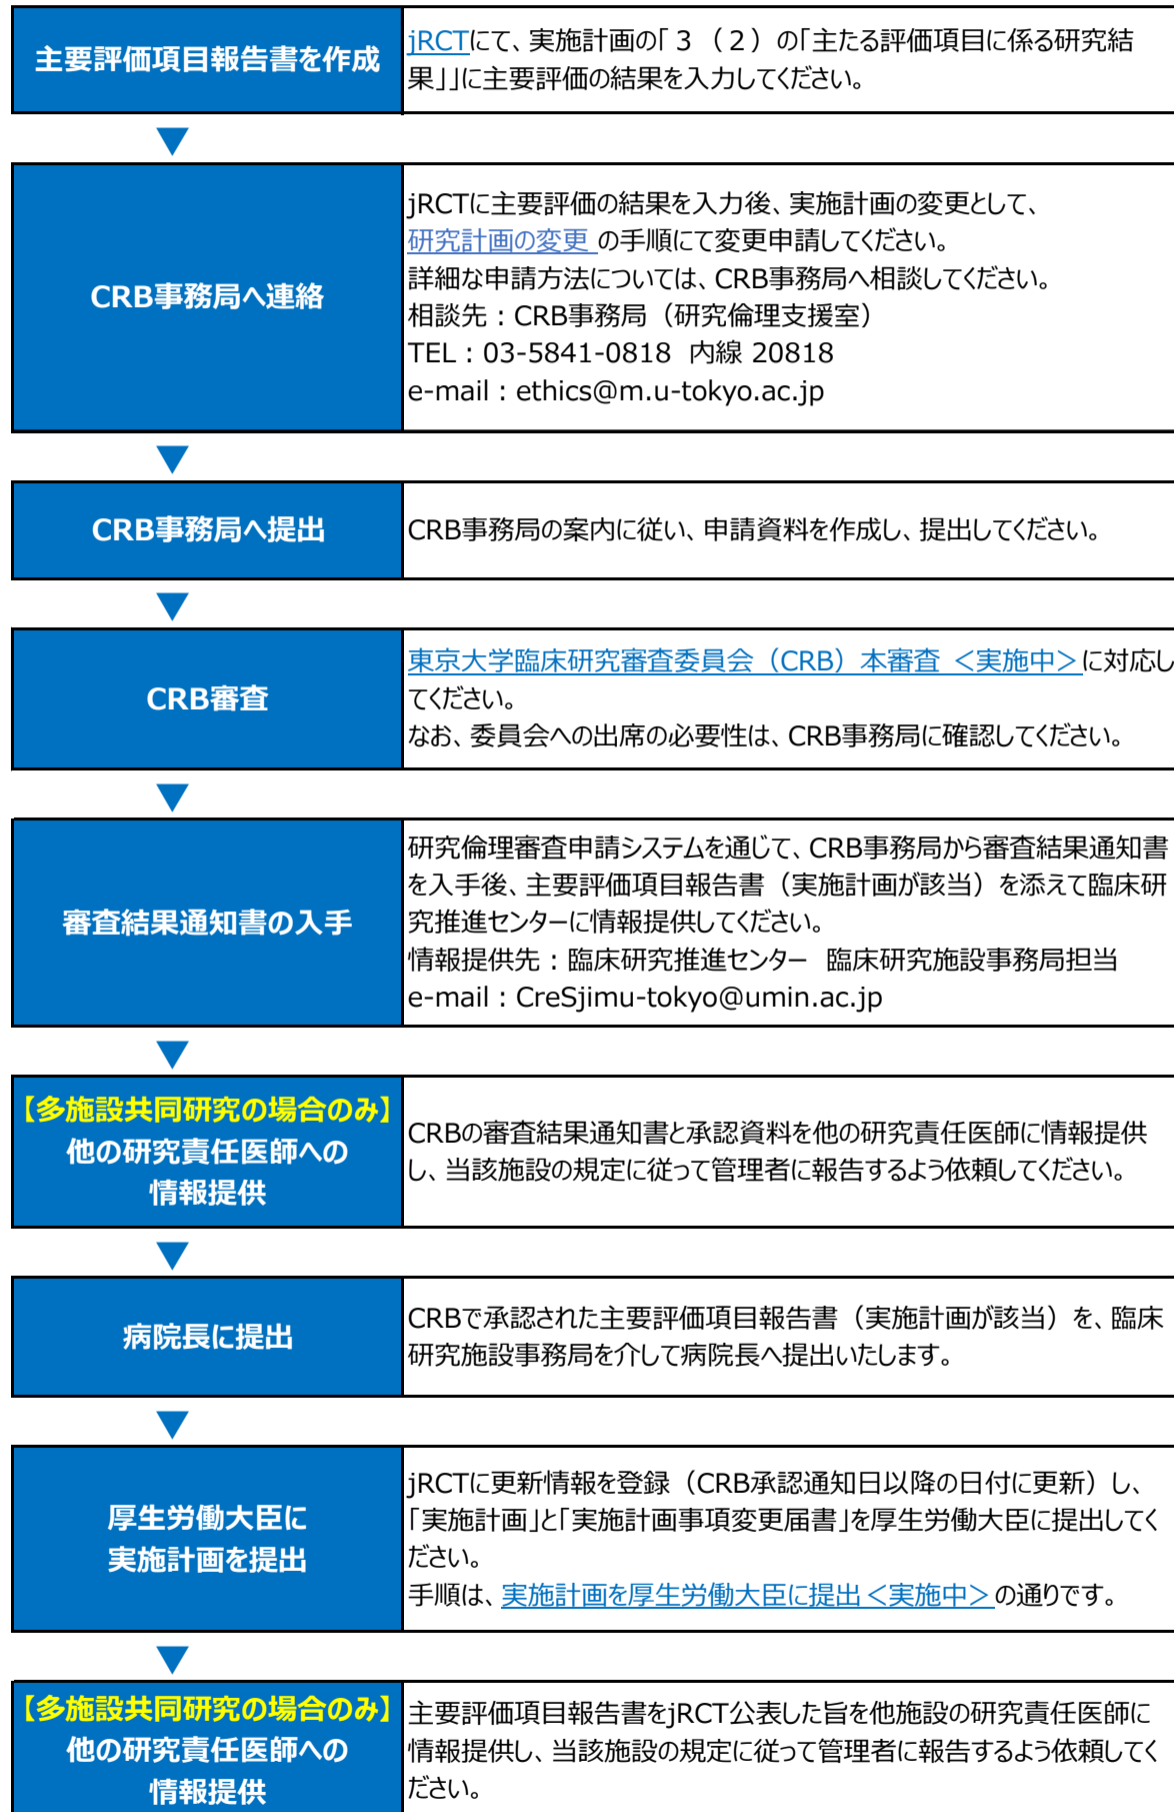 主要評価項目報告書を作成
jRCTにて、実施計画の「３（２）の「主たる評価項目に係る研究結
果」」に主要評価の結果を入力してください。
CRB事務局へ連絡
jRCTに主要評価の結果を入力後、実施計画の変更として、
研究計画の変更 の手順にて変更申請してください。
詳細な申請方法については、CRB事務局へ相談してください。
相談先：CRB事務局（研究倫理支援室）
TEL：03-5841-0818 内線 20818
e-mail：ethics@m.u-tokyo.ac.jp
CRB事務局へ提出
CRB事務局の案内に従い、申請資料を作成し、提出してください。
CRB審査
東京大学臨床研究審査委員会（CRB）本審査 ＜実施中＞に対応し
てください。
なお、委員会への出席の必要性は、CRB事務局に確認してください。
審査結果通知書の入手
研究倫理審査申請システムを通じて、CRB事務局から審査結果通知書
を入手後、主要評価項目報告書（実施計画が該当）を添えて臨床研
究推進センターに情報提供してください。
情報提供先：臨床研究推進センター 臨床研究施設事務局担当
e-mail：CreSjimu-tokyo@umin.ac.jp
【多施設共同研究の場合のみ】
他の研究責任医師への
情報提供
CRBの審査結果通知書と承認資料を他の研究責任医師に情報提供
し、当該施設の規定に従って管理者に報告するよう依頼してください。
病院長に提出
CRBで承認された主要評価項目報告書（実施計画が該当）を、臨床
研究施設事務局を介して病院長へ提出いたします。
厚生労働大臣に
実施計画を提出
jRCTに更新情報を登録（CRB承認通知日以降の日付に更新）し、
「実施計画」と「実施計画事項変更届書」を厚生労働大臣に提出してく
ださい。
手順は、実施計画を厚生労働大臣に提出＜実施中＞の通りです。
【多施設共同研究の場合のみ】
他の研究責任医師への
情報提供
主要評価項目報告書をjRCT公表した旨を他施設の研究責任医師に
情報提供し、当該施設の規定に従って管理者に報告するよう依頼してく
ださい。